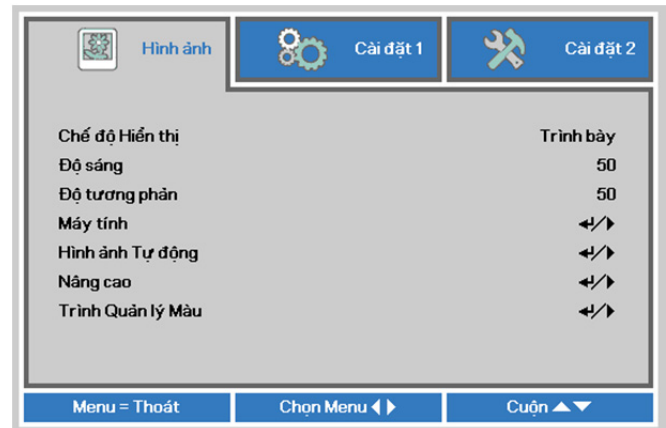 Hình ảnh
Cài đặt 1
Cài đặt 2
Chế độ Hiển thị Trình bày
Độ sáng 50
Độ tương phản 50
Máy tính ↵/▶
Hình ảnh Tự động ↵/▶
Nâng cao ↵/▶
Trình Quản lý Màu ↵/▶
Menu = Thoát
Chọn Menu ◀▶
Cuộn ▲▼